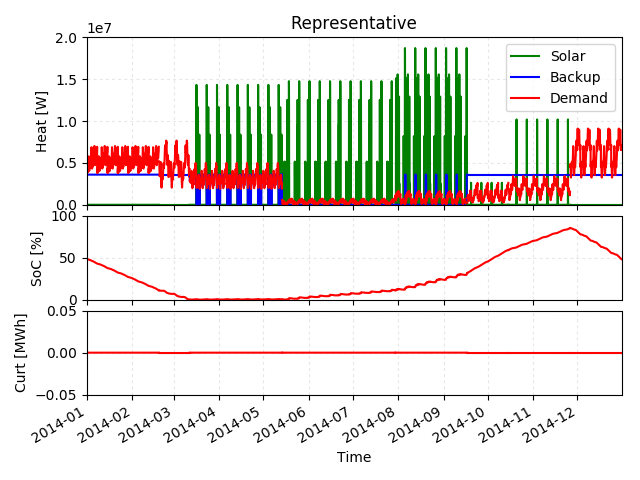 Representative
1e7
2.0
1.5
1.0
0.5
0.0
Heat [W]
Solar
Backup
Demand
100
50
0
SoC [%]
0.05
0.00
−0.05
Curt [MWh]
2014-01
2014-02
2014-03
2014-04
2014-05
2014-06
2014-07
2014-08
2014-09
2014-10
2014-11
2014-12
Time